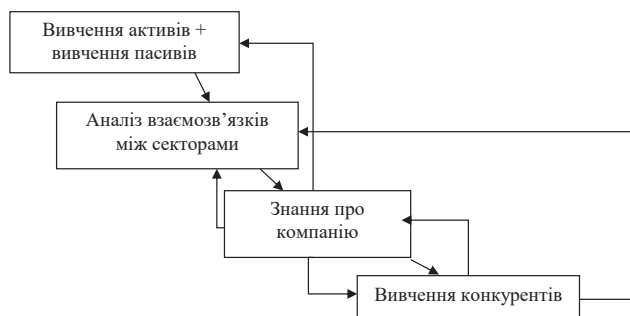 Вивчення активів +
вивчення пасивів
Аналіз взаємозв’язків
між секторами
Знання про
компанію
Вивчення конкурентів